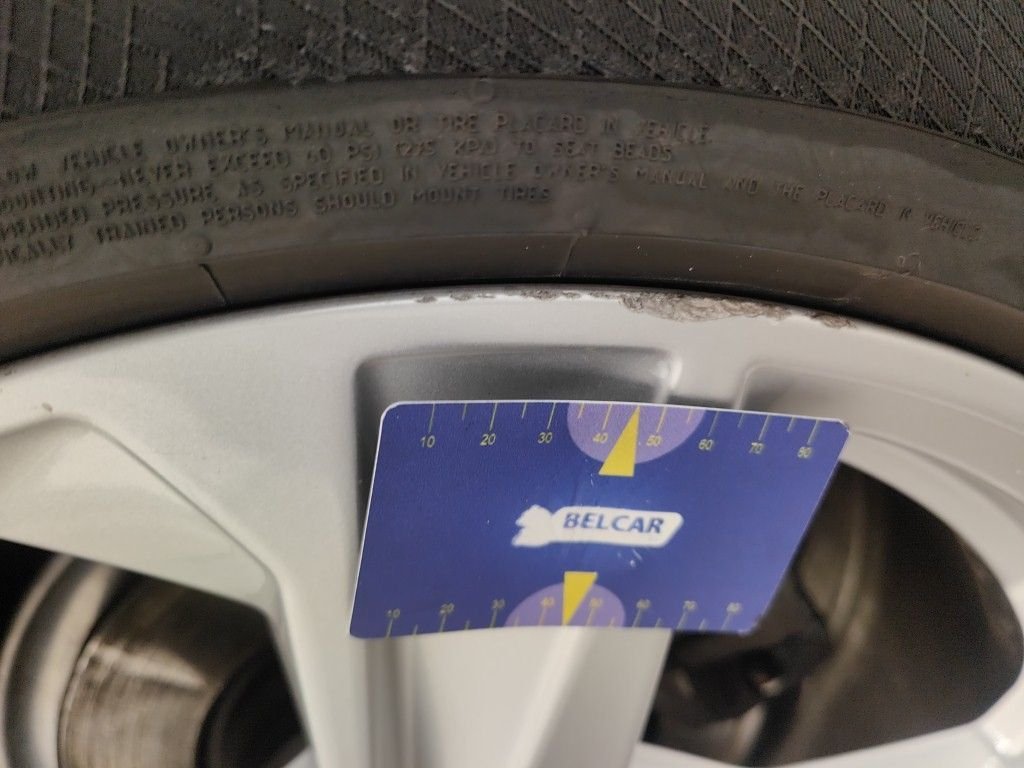 VEHICLE OWNER'S MANUAL OR TIRE PLACARD IN VEHICLE.
MOUNTING-NEVER EXCEED 40 PSI (275 KPA) TO SEAT BEADS
PRESSURE, AS SPECIFIED IN VEHICLE OWNER'S MANUAL AND THE PLACARD IN VEHICLE
TRAINED PERSONS SHOULD MOUNT TIRES
10 20 30 40 50 60 70 80
BELCAR
10 20 30 40 50 60 70 80